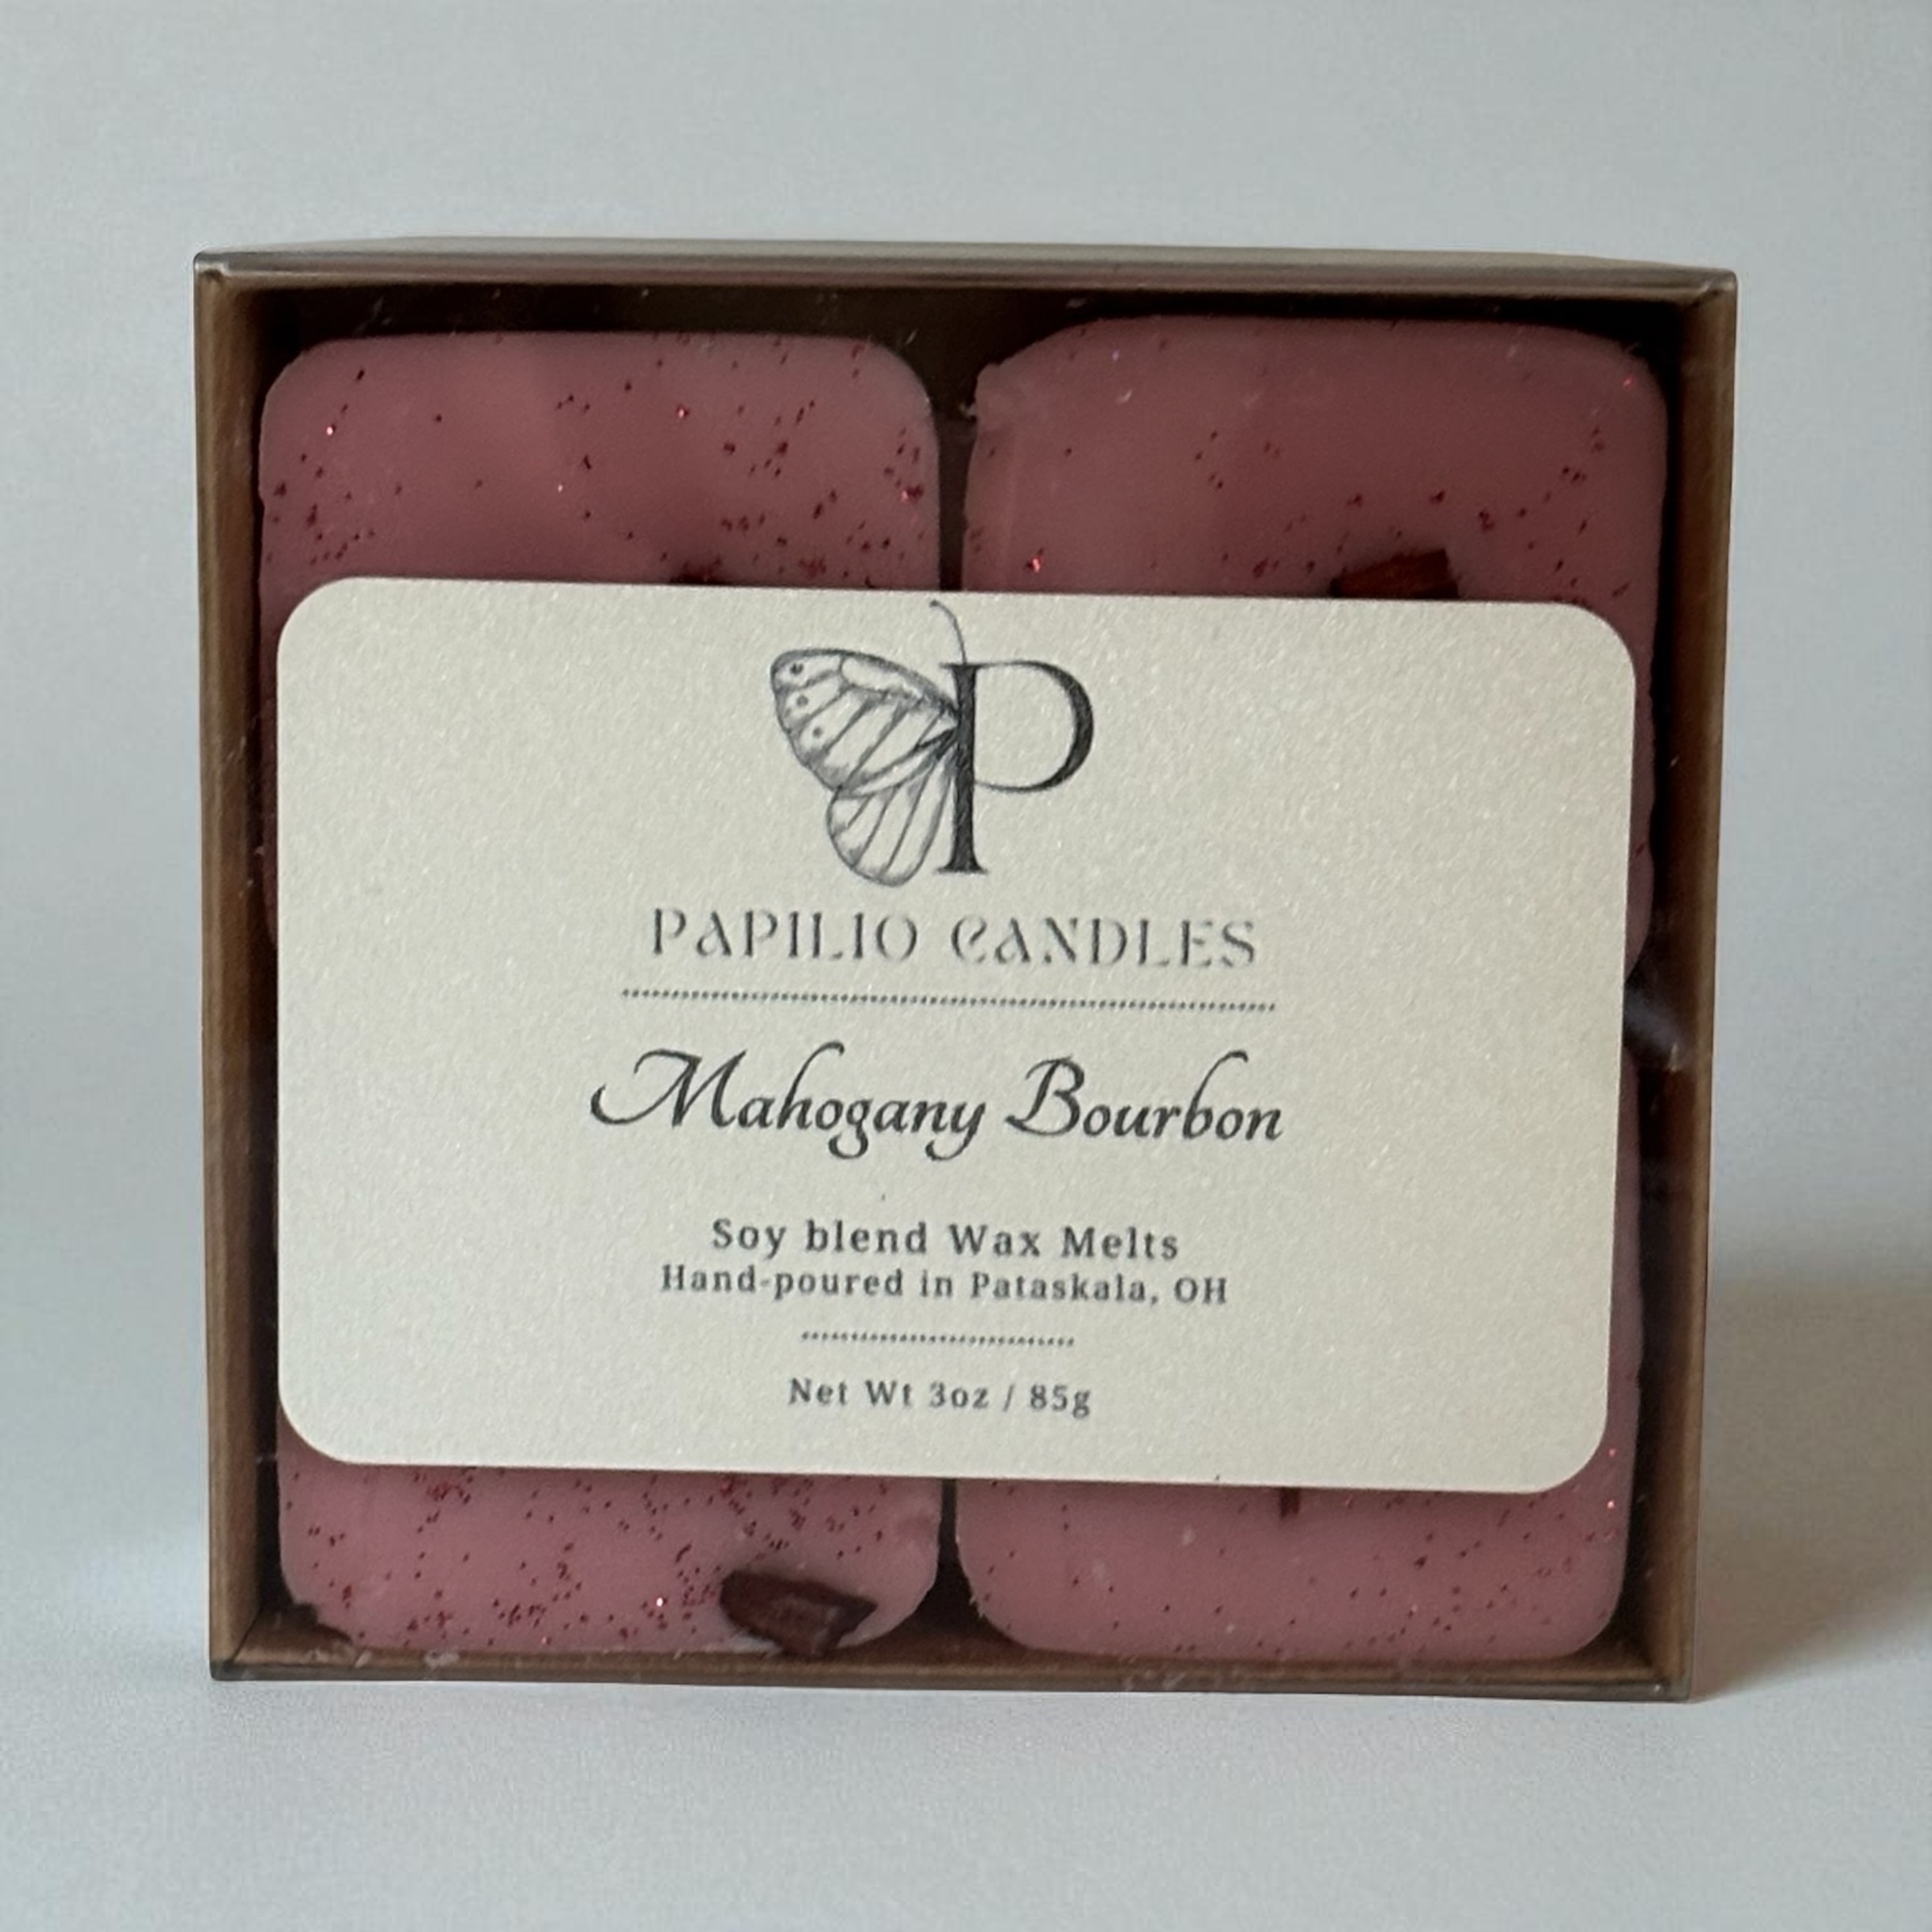 P
PAPILIO CANDLES
Mahogany Bourbon
Soy blend Wax Melts
Hand-poured in Pataskala, OH
Net Wt 3oz / 85g